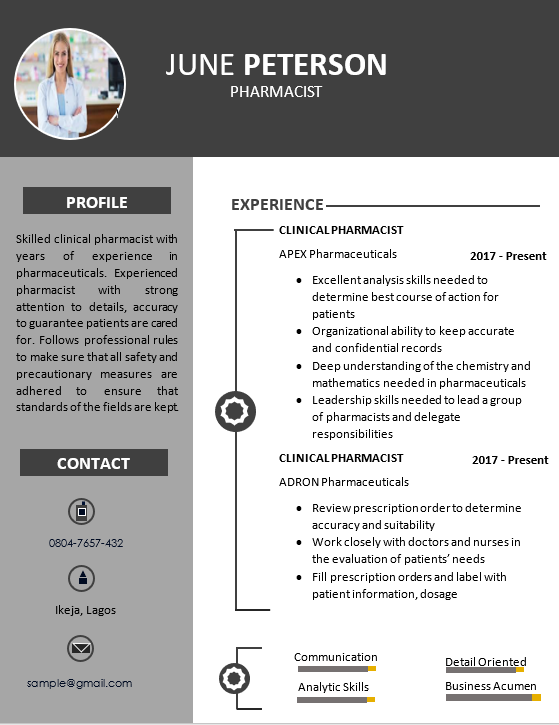 JUNE PETERSON
PHARMACIST
PROFILE
Skilled clinical pharmacist with
years of experience in
pharmaceuticals. Experienced
pharmacist with strong
attention to details, accuracy
to guarantee patients are cared
for. Follows professional rules
to make sure that all safety and
precautionary measures are
adhered to ensure that
standards of the fields are kept.
CONTACT
0804-7657-432
Ikeja, Lagos
sample@gmail.com
EXPERIENCE
CLINICAL PHARMACIST
APEX Pharmaceuticals
2017 - Present
• Excellent analysis skills needed to
determine best course of action for
patients
• Organizational ability to keep accurate
and confidential records
• Deep understanding of the chemistry and
mathematics needed in pharmaceuticals
• Leadership skills needed to lead a group
of pharmacists and delegate
responsibilities
CLINICAL PHARMACIST
2017 - Present
ADRON Pharmaceuticals
• Review prescription order to determine
accuracy and suitability
• Work closely with doctors and nurses in
the evaluation of patients’ needs
• Fill prescription orders and label with
patient information, dosage
Communication
Detail Oriented
Analytic Skills
Business Acumen